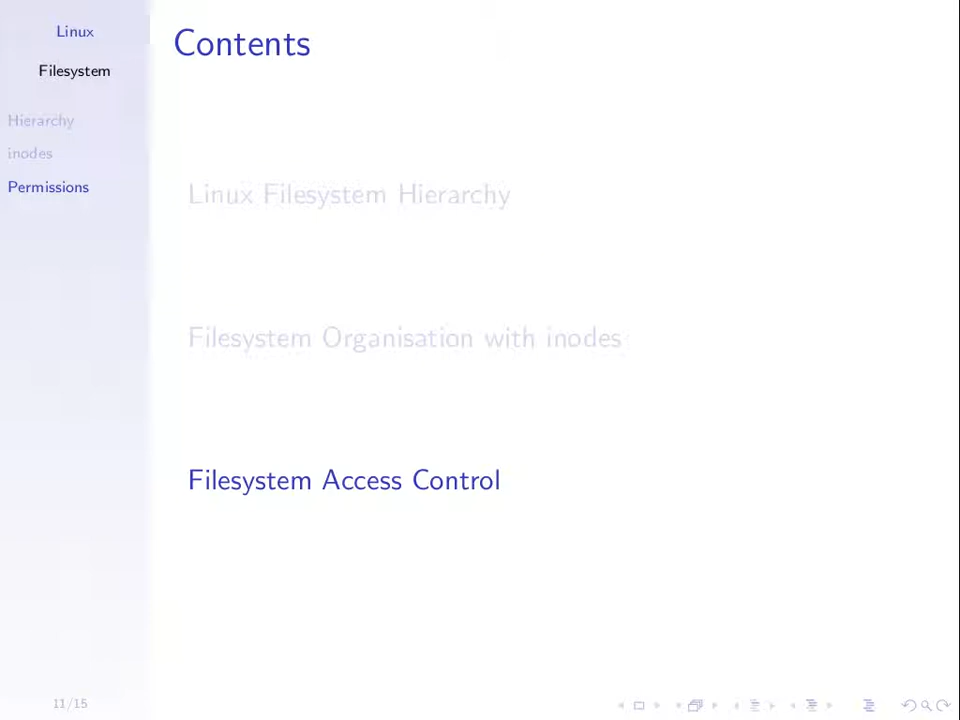 Linux
Filesystem
Hierarchy
inodes
Permissions
Contents
Linux Filesystem Hierarchy
Filesystem Organisation with inodes
Filesystem Access Control
11/15